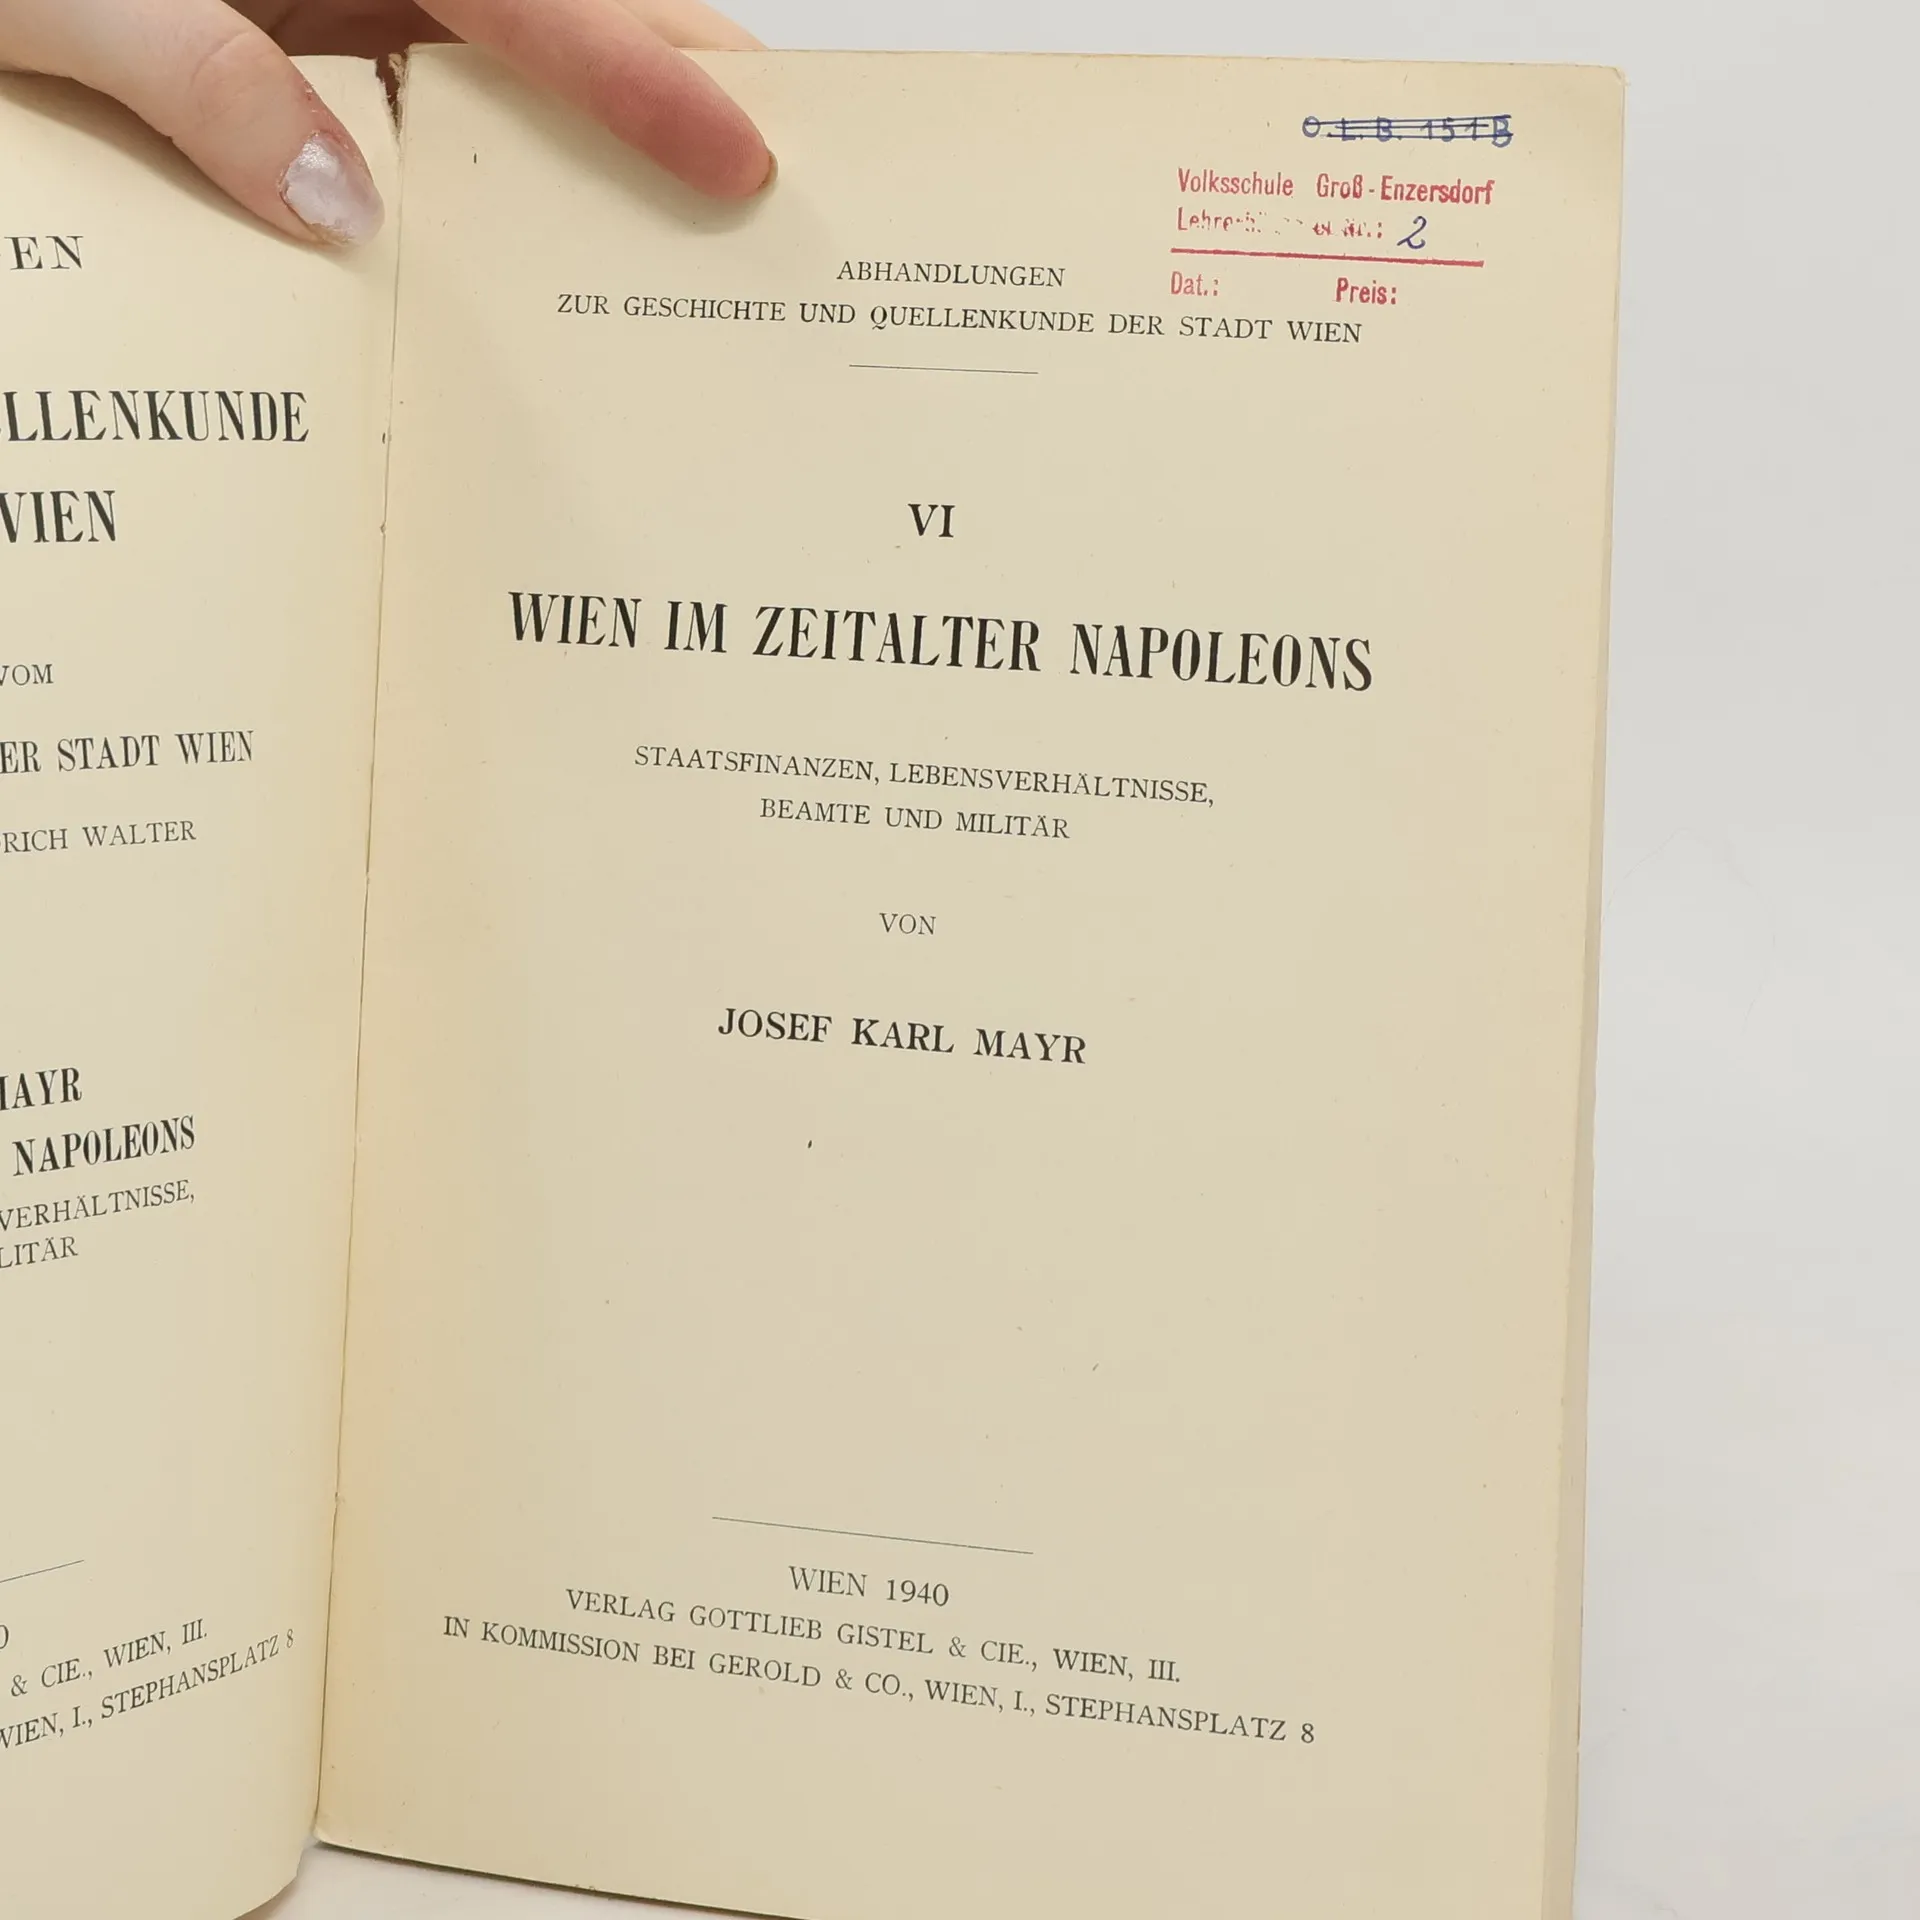 EN
LLENKUNDE
WIEN
VOM
ER STADT WIEN
RICH WALTER
MAYR
NAPOLEONS
VERHÄLTNISSE,
LITÄR
& CIE., WIEN, III.
WIEN, I., STEPHANSPLATZ 8
O.L.B. 151B
Volksschule Groß-Enzersdorf
Nr.: 2
Dat.: Preis:
ABHANDLUNGEN
ZUR GESCHICHTE UND QUELLENKUNDE DER STADT WIEN
VI
WIEN IM ZEITALTER NAPOLEONS
STAATSFINANZEN, LEBENSVERHÄLTNISSE,
BEAMTE UND MILITÄR
VON
JOSEF KARL MAYR
WIEN 1940
VERLAG GOTTLIEB GISTEL & CIE., WIEN, III.
IN KOMMISSION BEI GEROLD & CO., WIEN, I., STEPHANSPLATZ 8